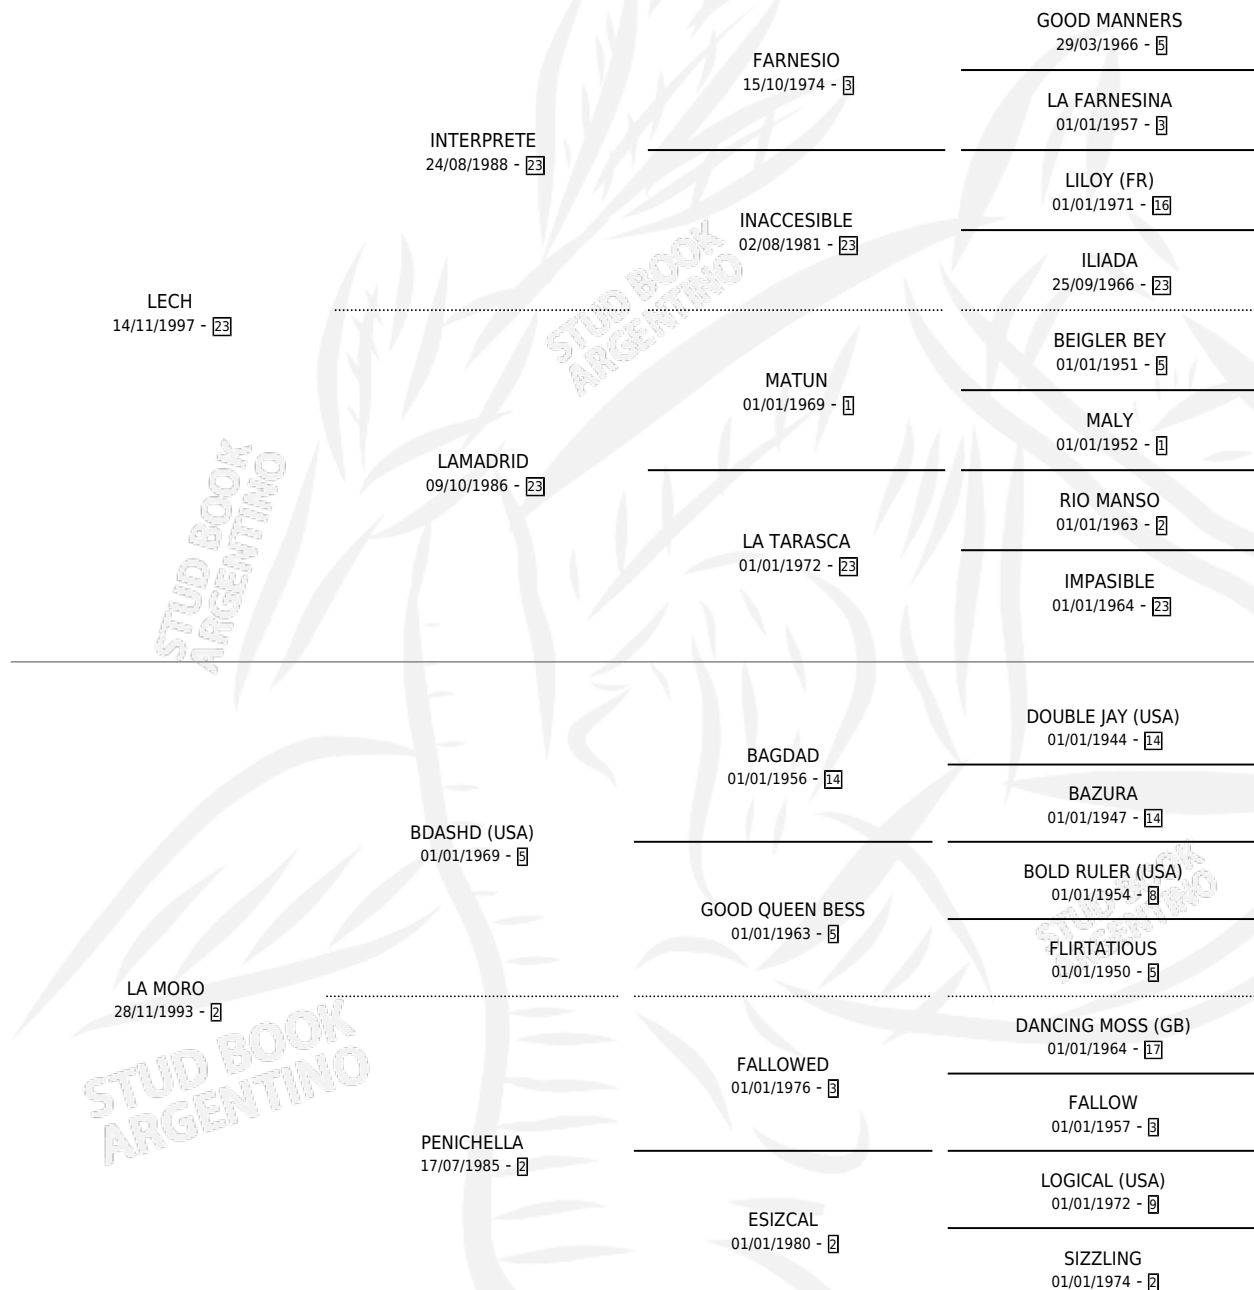 GOOD MANNERS
29/03/1966 - 5
FARNESIO
15/10/1974 - 3
LA FARNESINA
01/01/1957 - 3
INTERPRETE
24/08/1988 - 23
LILOY (FR)
01/01/1971 - 16
INACCESIBLE
02/08/1981 - 23
ILIADA
25/09/1966 - 23
LECH
14/11/1997 - 23
BEIGLER BEY
01/01/1951 - 5
MATUN
01/01/1969 - 1
MALY
01/01/1952 - 1
LAMADRID
09/10/1986 - 23
RIO MANSO
01/01/1963 - 2
LA TARASCA
01/01/1972 - 23
IMPASIBLE
01/01/1964 - 23
DOUBLE JAY (USA)
01/01/1944 - 14
BAGDAD
01/01/1956 - 14
BAZURA
01/01/1947 - 14
BDASHD (USA)
01/01/1969 - 5
BOLD RULER (USA)
01/01/1954 - 8
GOOD QUEEN BESS
01/01/1963 - 5
FLIRTATIOUS
01/01/1950 - 5
LA MORO
28/11/1993 - 2
DANCING MOSS (GB)
01/01/1964 - 17
FALLOWED
01/01/1976 - 3
FALLOW
01/01/1957 - 3
PENICHELLA
17/07/1985 - 2
LOGICAL (USA)
01/01/1972 - 9
ESIZCAL
01/01/1980 - 2
SIZZLING
01/01/1974 - 2
STUD BOOK
ARGENTINO
STUD BOOK
ARGENTINO
STUD BOOK
ARGENTINO
STUD BOOK
ARGENTINO